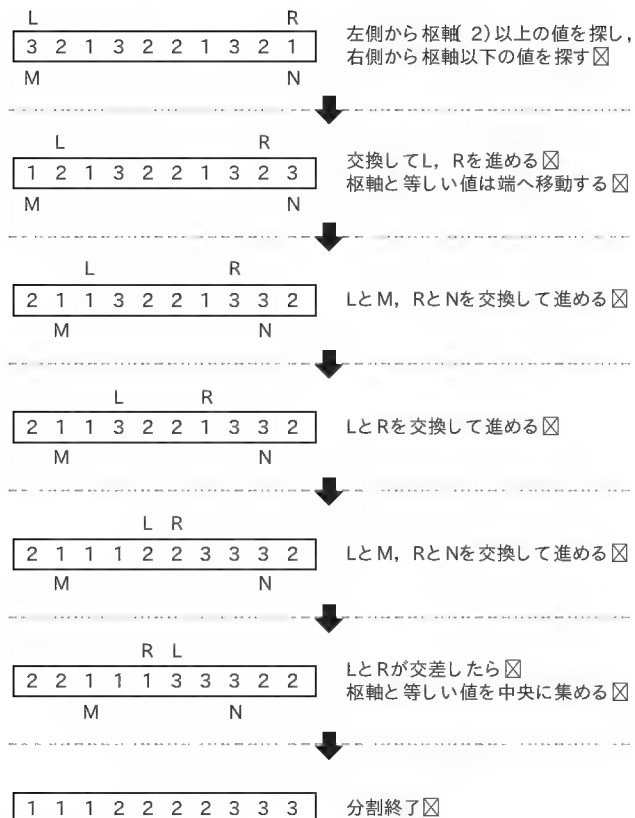 L R
3 2 1 3 2 2 1 3 2 1
M N
左側から枢軸(2)以上の値を探し,
右側から枢軸以下の値を探す☒
L R
1 2 1 3 2 2 1 3 2 3
M N
交換してL,Rを進める☒
枢軸と等しい値は端へ移動する☒
L R
2 1 1 3 2 2 1 3 3 2
M N
LとM,RとNを交換して進める☒
L R
2 1 1 3 2 2 1 3 3 2
M N
LとRを交換して進める☒
L R
2 1 1 1 2 2 3 3 3 2
M N
LとM,RとNを交換して進める☒
R L
2 2 1 1 1 3 3 3 2 2
M N
LとRが交差したら☒
枢軸と等しい値を中央に集める☒
1 1 1 2 2 2 2 3 3 3
分割終了☒